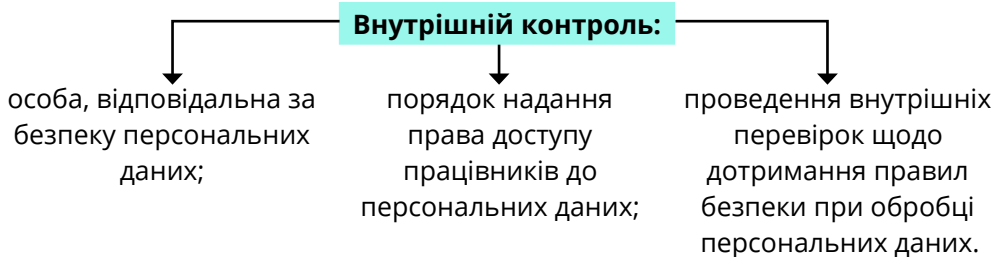 Внутрішній контроль:
особа, відповідальна за
безпеку персональних
даних;
порядок надання
права доступу
працівників до
персональних даних;
проведення внутрішніх
перевірок щодо
дотримання правил
безпеки при обробці
персональних даних.